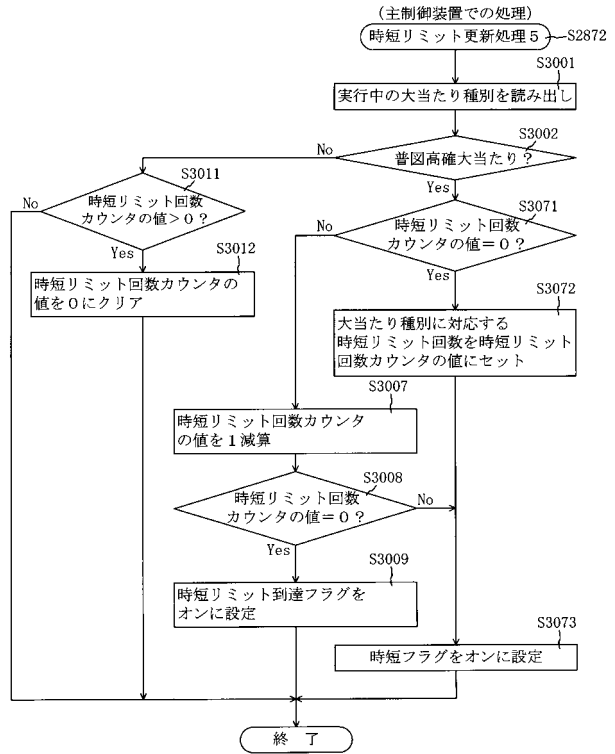 (主制御装置での処理)
時短リミット更新処理5
S2872
S3001
実行中の大当たり種別を読み出し
S3002
普図高確大当たり?
No
Yes
S3011
時短リミット回数
カウンタの値>0?
No
Yes
S3012
時短リミット回数カウンタの
値を0にクリア
S3071
時短リミット回数
カウンタの値=0?
No
Yes
S3072
大当たり種別に対応する
時短リミット回数を時短リミット
回数カウンタの値にセット
S3007
時短リミット回数カウンタ
の値を1減算
S3008
時短リミット回数
カウンタの値=0?
No
Yes
S3009
時短リミット到達フラグを
オンに設定
S3073
時短フラグをオンに設定
終 了